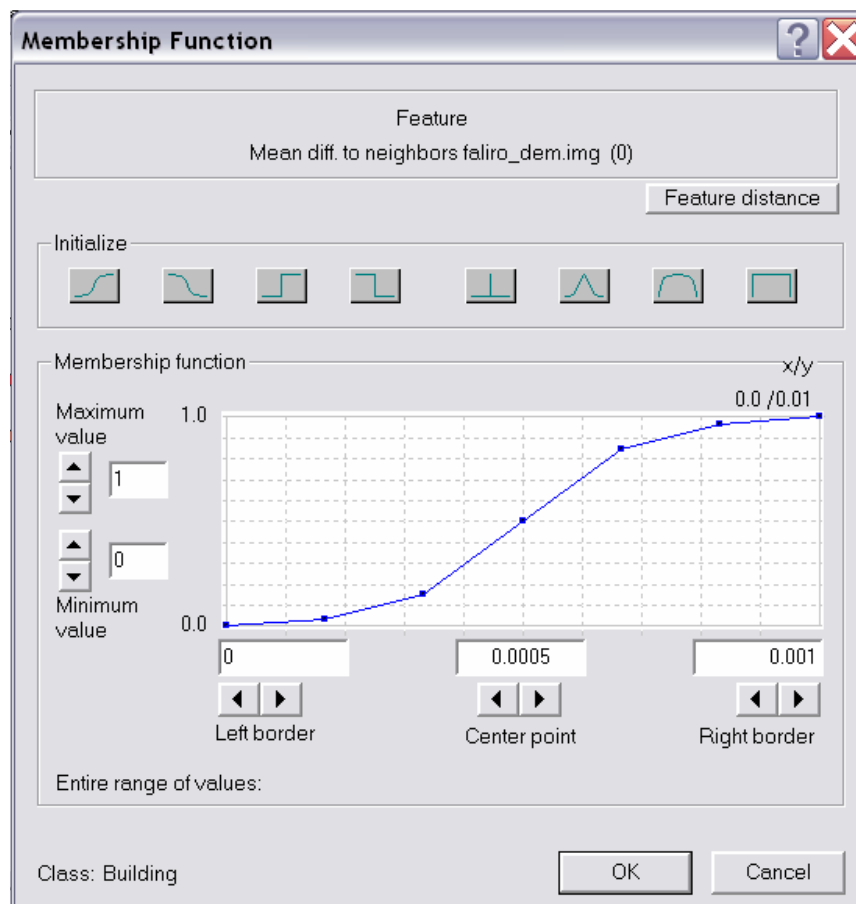 Membership Function
Feature
Mean diff. to neighbors faliro_dem.img (0)
Feature distance
Initialize
Membership function
x/y
0.0 /0.01
Maximum
value
1.0
1
0
Minimum
value
0.0
0
0.0005
0.001
Left border
Center point
Right border
Entire range of values:
Class: Building
OK
Cancel